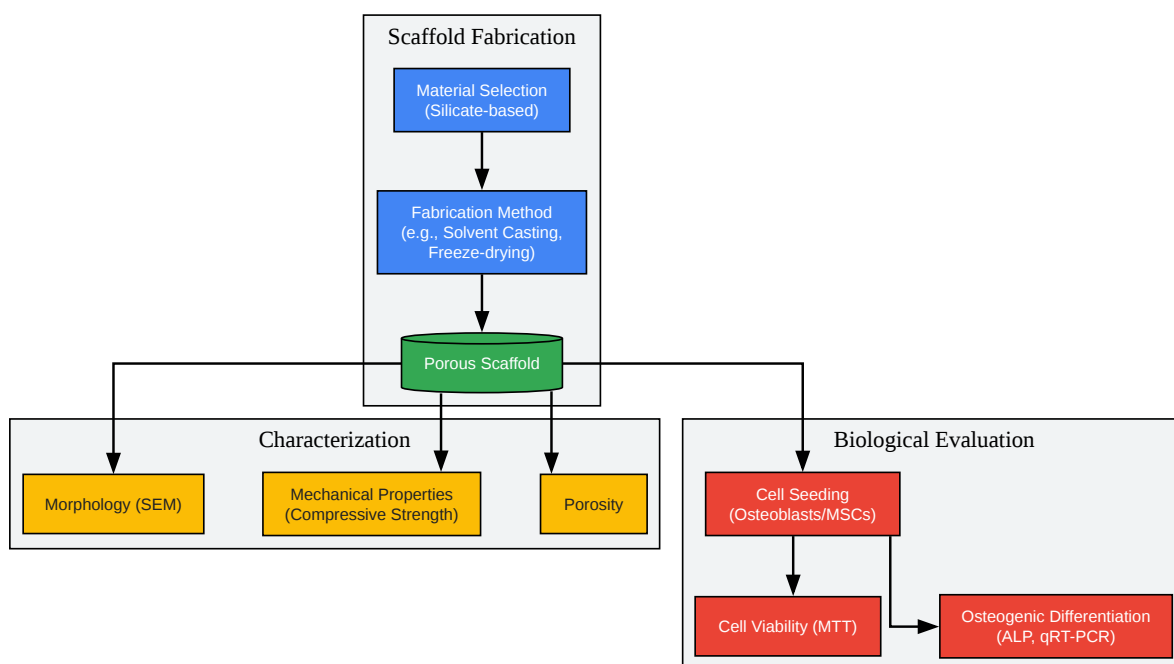 Scaffold Fabrication
Material Selection
(Silicate-based)
Fabrication Method
(e.g., Solvent Casting,
Freeze-drying)
Porous Scaffold
Characterization
Morphology (SEM)
Mechanical Properties
(Compressive Strength)
Porosity
Biological Evaluation
Cell Seeding
(Osteoblasts/MSCs)
Cell Viability (MTT)
Osteogenic Differentiation
(ALP, qRT-PCR)